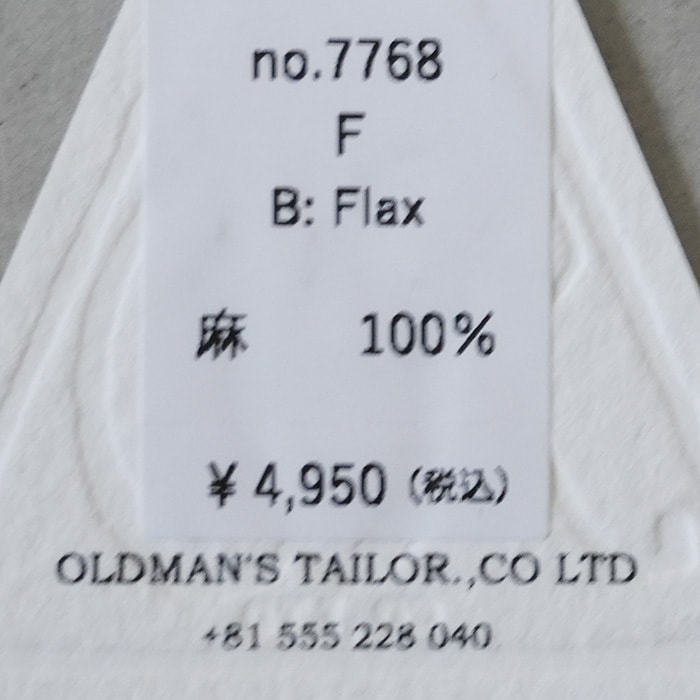 no.7768
F
B: Flax
麻 100%
¥ 4,950 (税込)
OLDMAN'S TAILOR.,CO LTD
+81 555 228 040